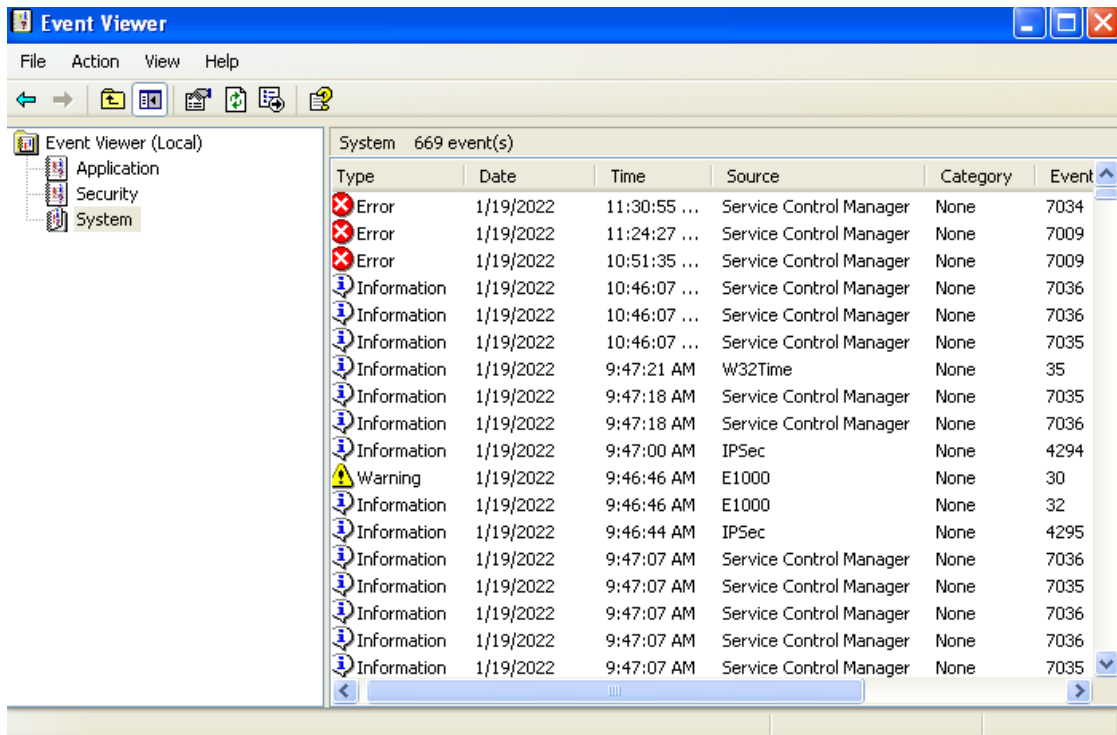 Event Viewer
File Action View Help
Event Viewer (Local)
Application
Security
System
System 669 event(s)
Type Date Time Source Category Event
Error 1/19/2022 11:30:55 ... Service Control Manager None 7034
Error 1/19/2022 11:24:27 ... Service Control Manager None 7009
Error 1/19/2022 10:51:35 ... Service Control Manager None 7009
Information 1/19/2022 10:46:07 ... Service Control Manager None 7036
Information 1/19/2022 10:46:07 ... Service Control Manager None 7036
Information 1/19/2022 10:46:07 ... Service Control Manager None 7035
Information 1/19/2022 9:47:21 AM W32Time None 35
Information 1/19/2022 9:47:18 AM Service Control Manager None 7035
Information 1/19/2022 9:47:18 AM Service Control Manager None 7036
Information 1/19/2022 9:47:00 AM IPSec None 4294
Warning 1/19/2022 9:46:46 AM E1000 None 30
Information 1/19/2022 9:46:46 AM E1000 None 32
Information 1/19/2022 9:46:44 AM IPSec None 4295
Information 1/19/2022 9:47:07 AM Service Control Manager None 7036
Information 1/19/2022 9:47:07 AM Service Control Manager None 7035
Information 1/19/2022 9:47:07 AM Service Control Manager None 7036
Information 1/19/2022 9:47:07 AM Service Control Manager None 7036
Information 1/19/2022 9:47:07 AM Service Control Manager None 7035